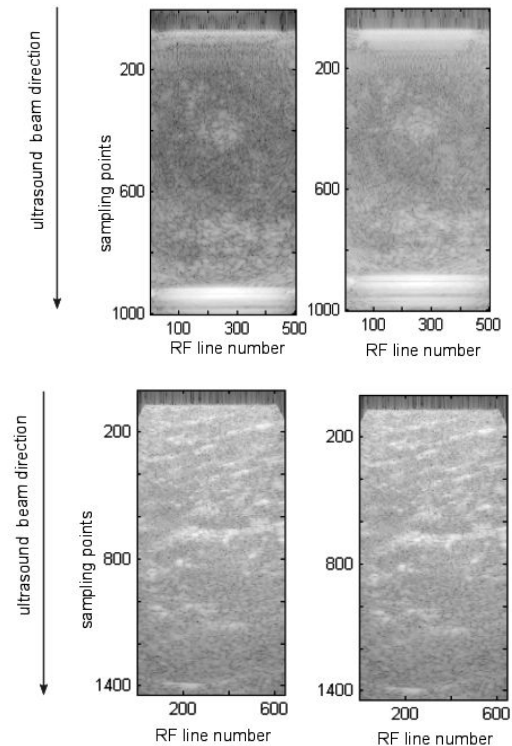 ultrasound beam direction
sampling points
200
600
1000
100 300 500
RF line number
200
600
1000
100 300 500
RF line number
ultrasound beam direction
sampling points
200
800
1400
200 600
RF line number
200
800
1400
200 600
RF line number